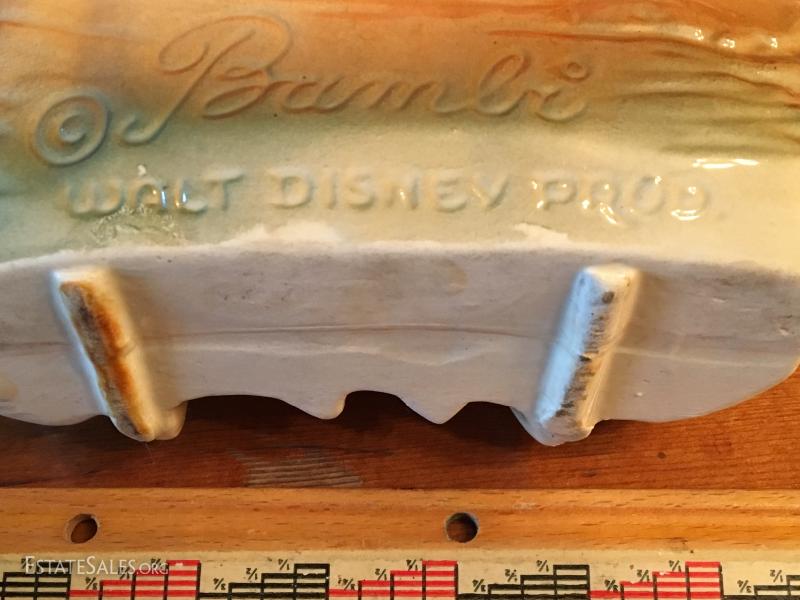 © Bambi
WALT DISNEY PROD.
ESTATESALES.ORG